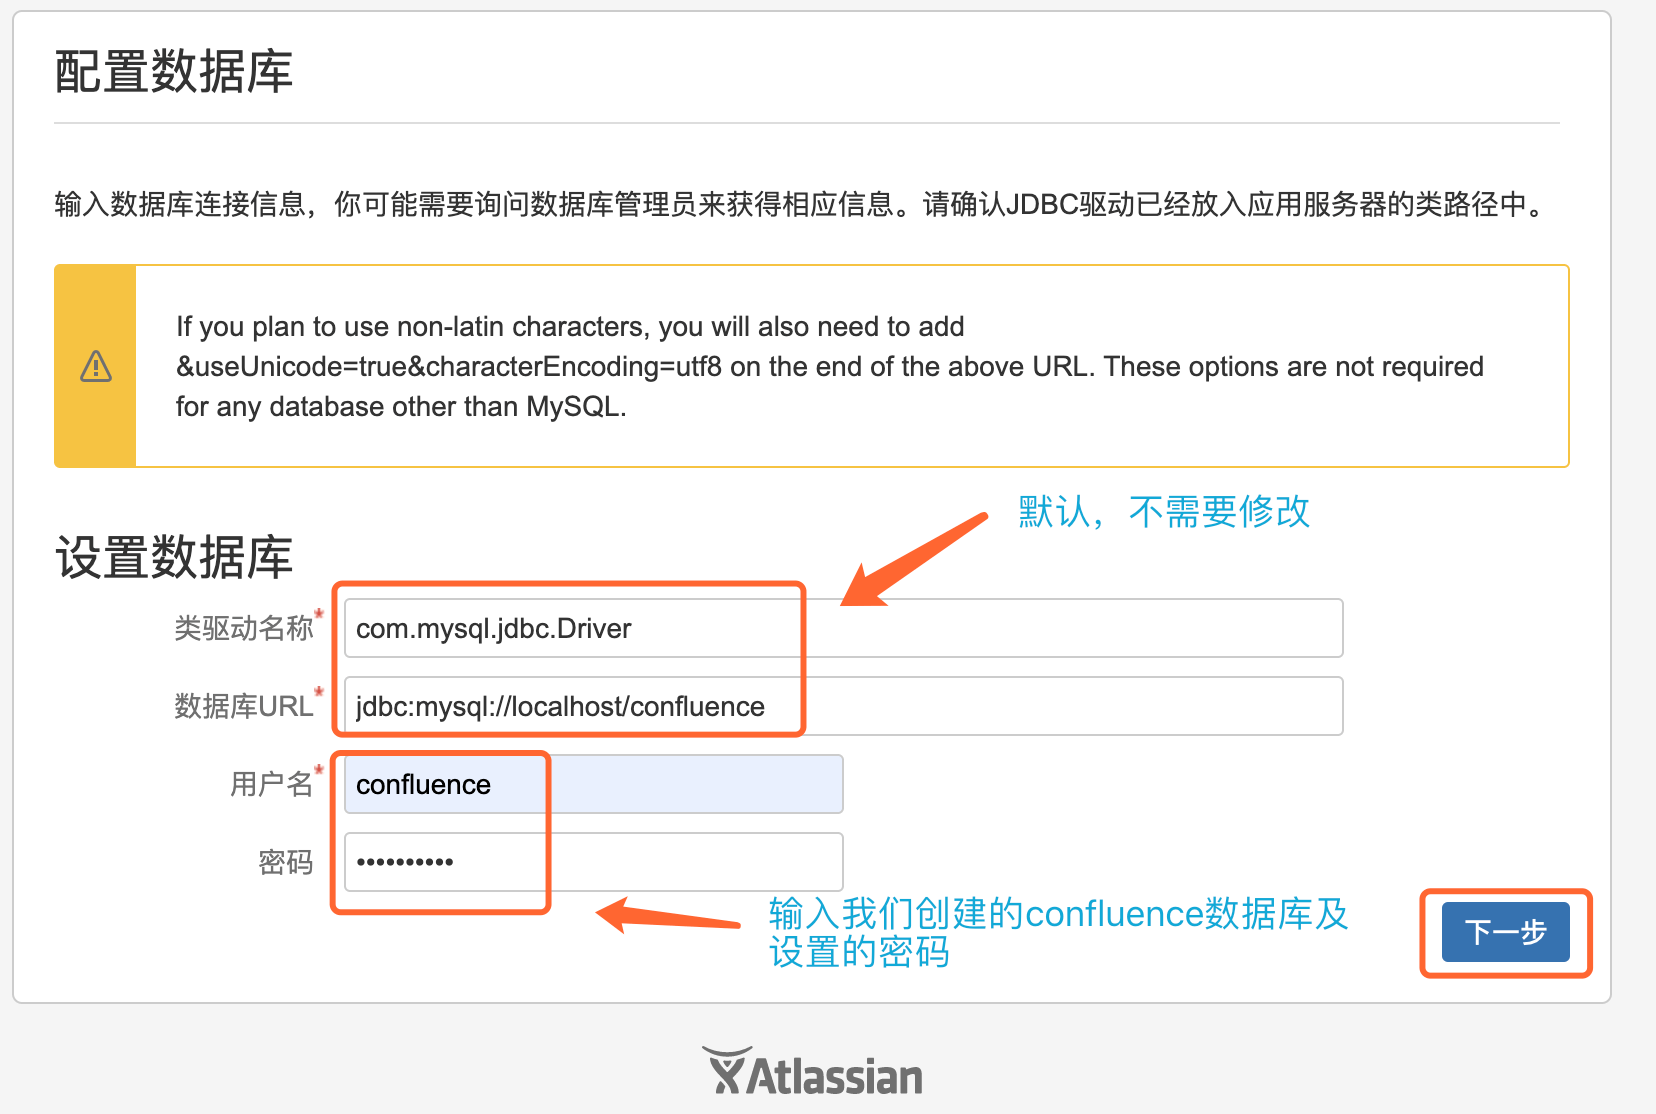 配置数据库
输入数据库连接信息，你可能需要询问数据库管理员来获得相应信息。请确认JDBC驱动已经放入应用服务器的类路径中。
If you plan to use non-latin characters, you will also need to add
&useUnicode=true&characterEncoding=utf8 on the end of the above URL. These options are not required
for any database other than MySQL.
默认，不需要修改
设置数据库
类驱动名称* com.mysql.jdbc.Driver
数据库URL* jdbc:mysql://localhost/confluence
用户名* confluence
密码 ••••••••••
输入我们创建的confluence数据库及
设置的密码
下一步
Atlassian